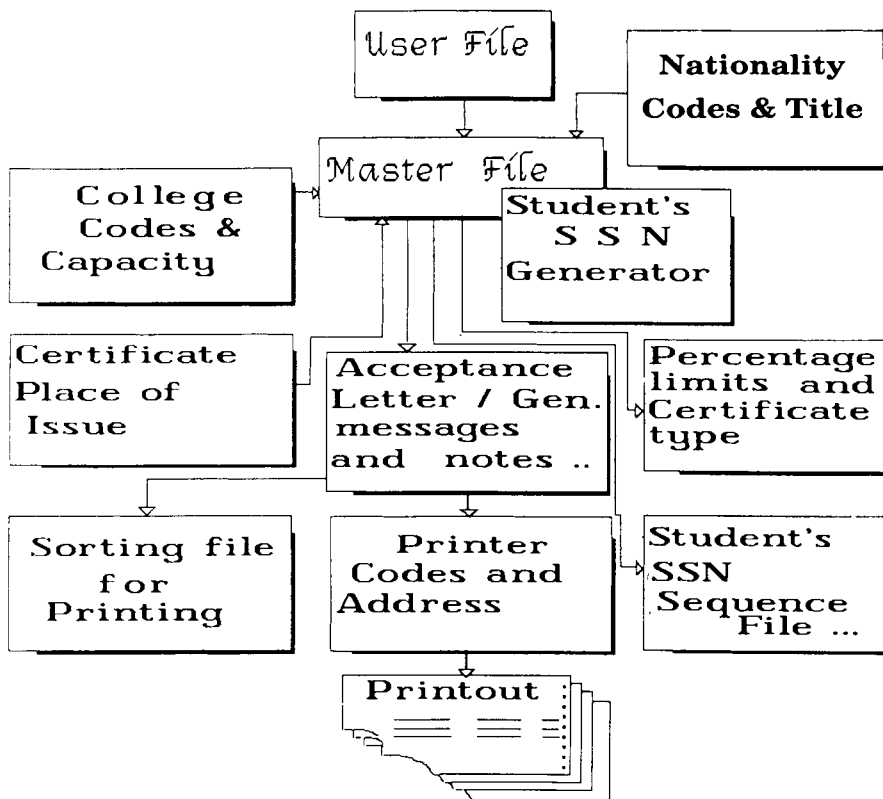 User File
Nationality
Codes & Title
Master File
College
Codes &
Capacity
Student's
S S N
Generator
Certificate
Place of
Issue
Acceptance
Letter / Gen.
messages
and notes ..
Percentage
limits and
Certificate
type
Sorting file
for
Printing
Printer
Codes and
Address
Student's
SSN
Sequence
File ...
Printout